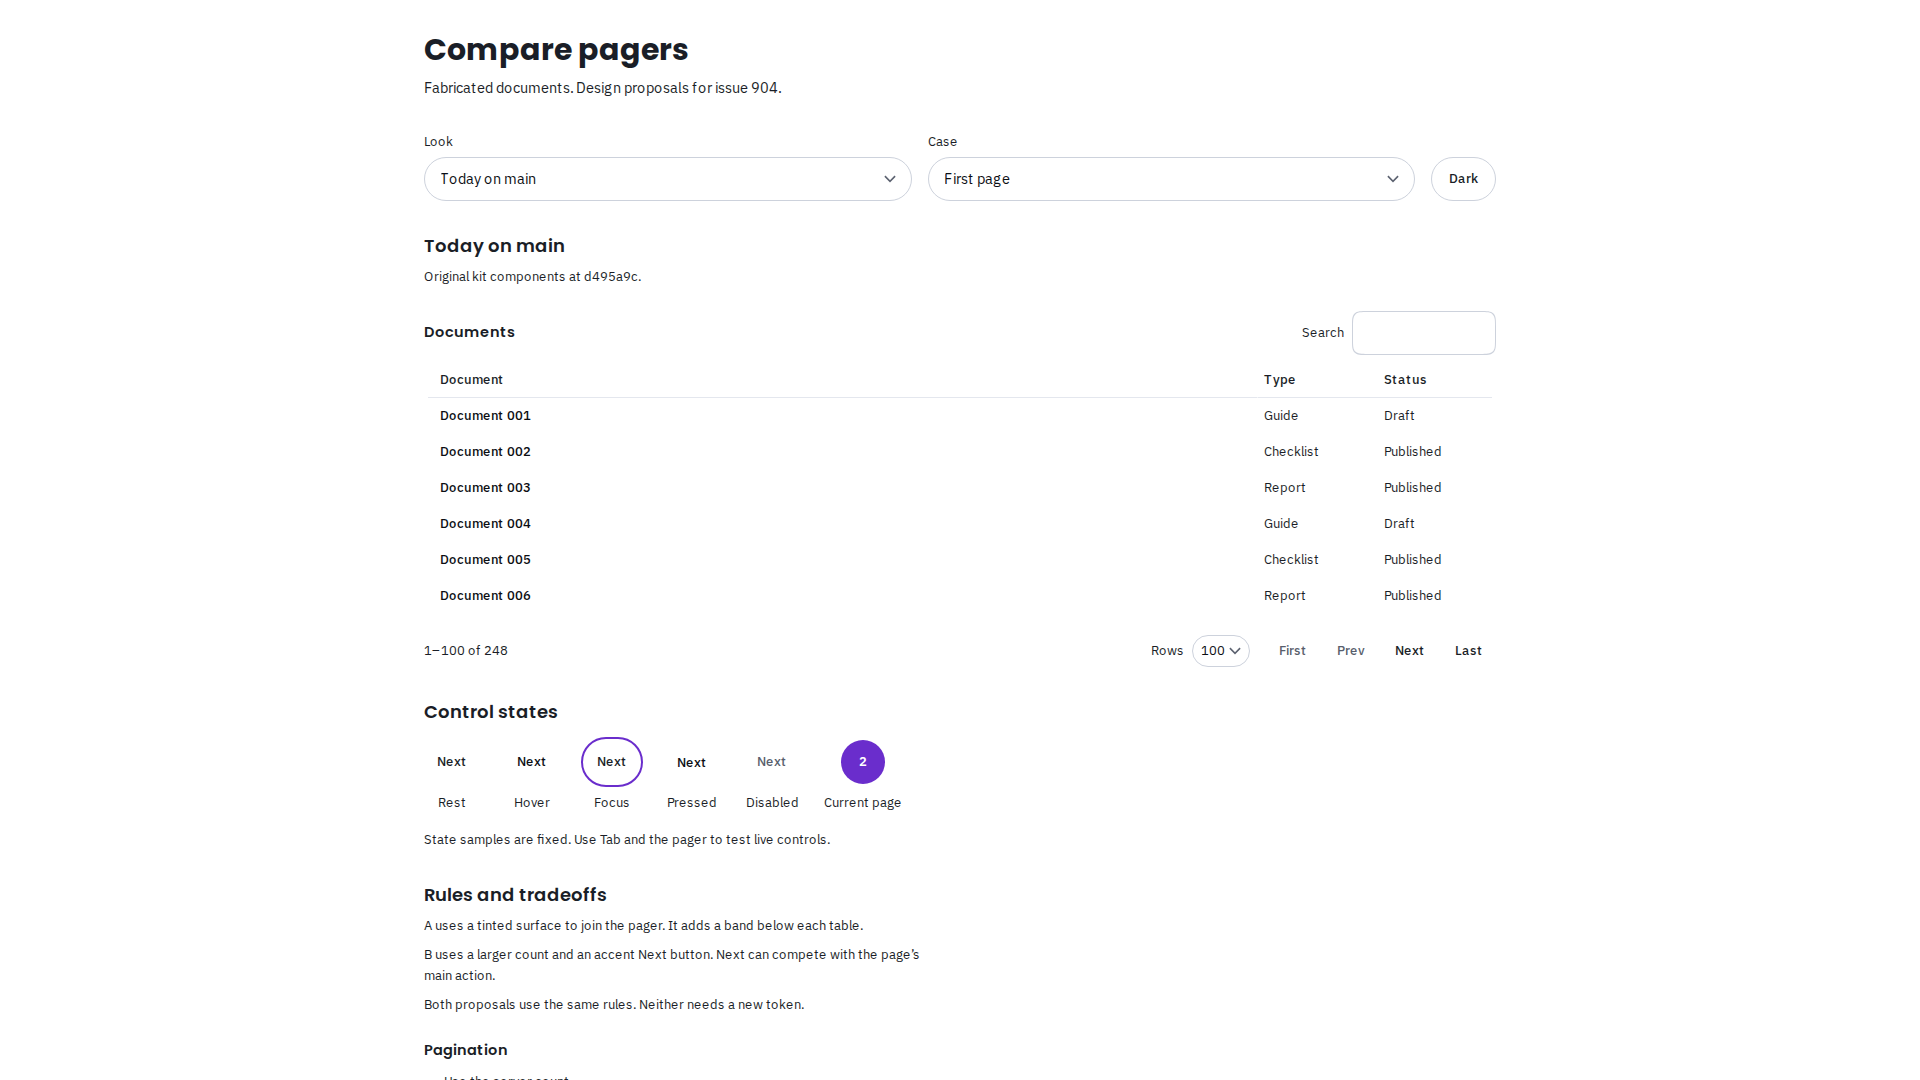 Compare pagers
Fabricated documents. Design proposals for issue 904.
Look
Case
Today on main
First page
Dark
Today on main
Original kit components at d495a9c.
Documents
Search
Document Type Status
Document 001 Guide Draft
Document 002 Checklist Published
Document 003 Report Published
Document 004 Guide Draft
Document 005 Checklist Published
Document 006 Report Published
1–100 of 248 Rows 100 First Prev Next Last
Control states
Next Next Next Next Next 2
Rest Hover Focus Pressed Disabled Current page
State samples are fixed. Use Tab and the pager to test live controls.
Rules and tradeoffs
A uses a tinted surface to join the pager. It adds a band below each table.
B uses a larger count and an accent Next button. Next can compete with the page’s
main action.
Both proposals use the same rules. Neither needs a new token.
Pagination
Use the server count.